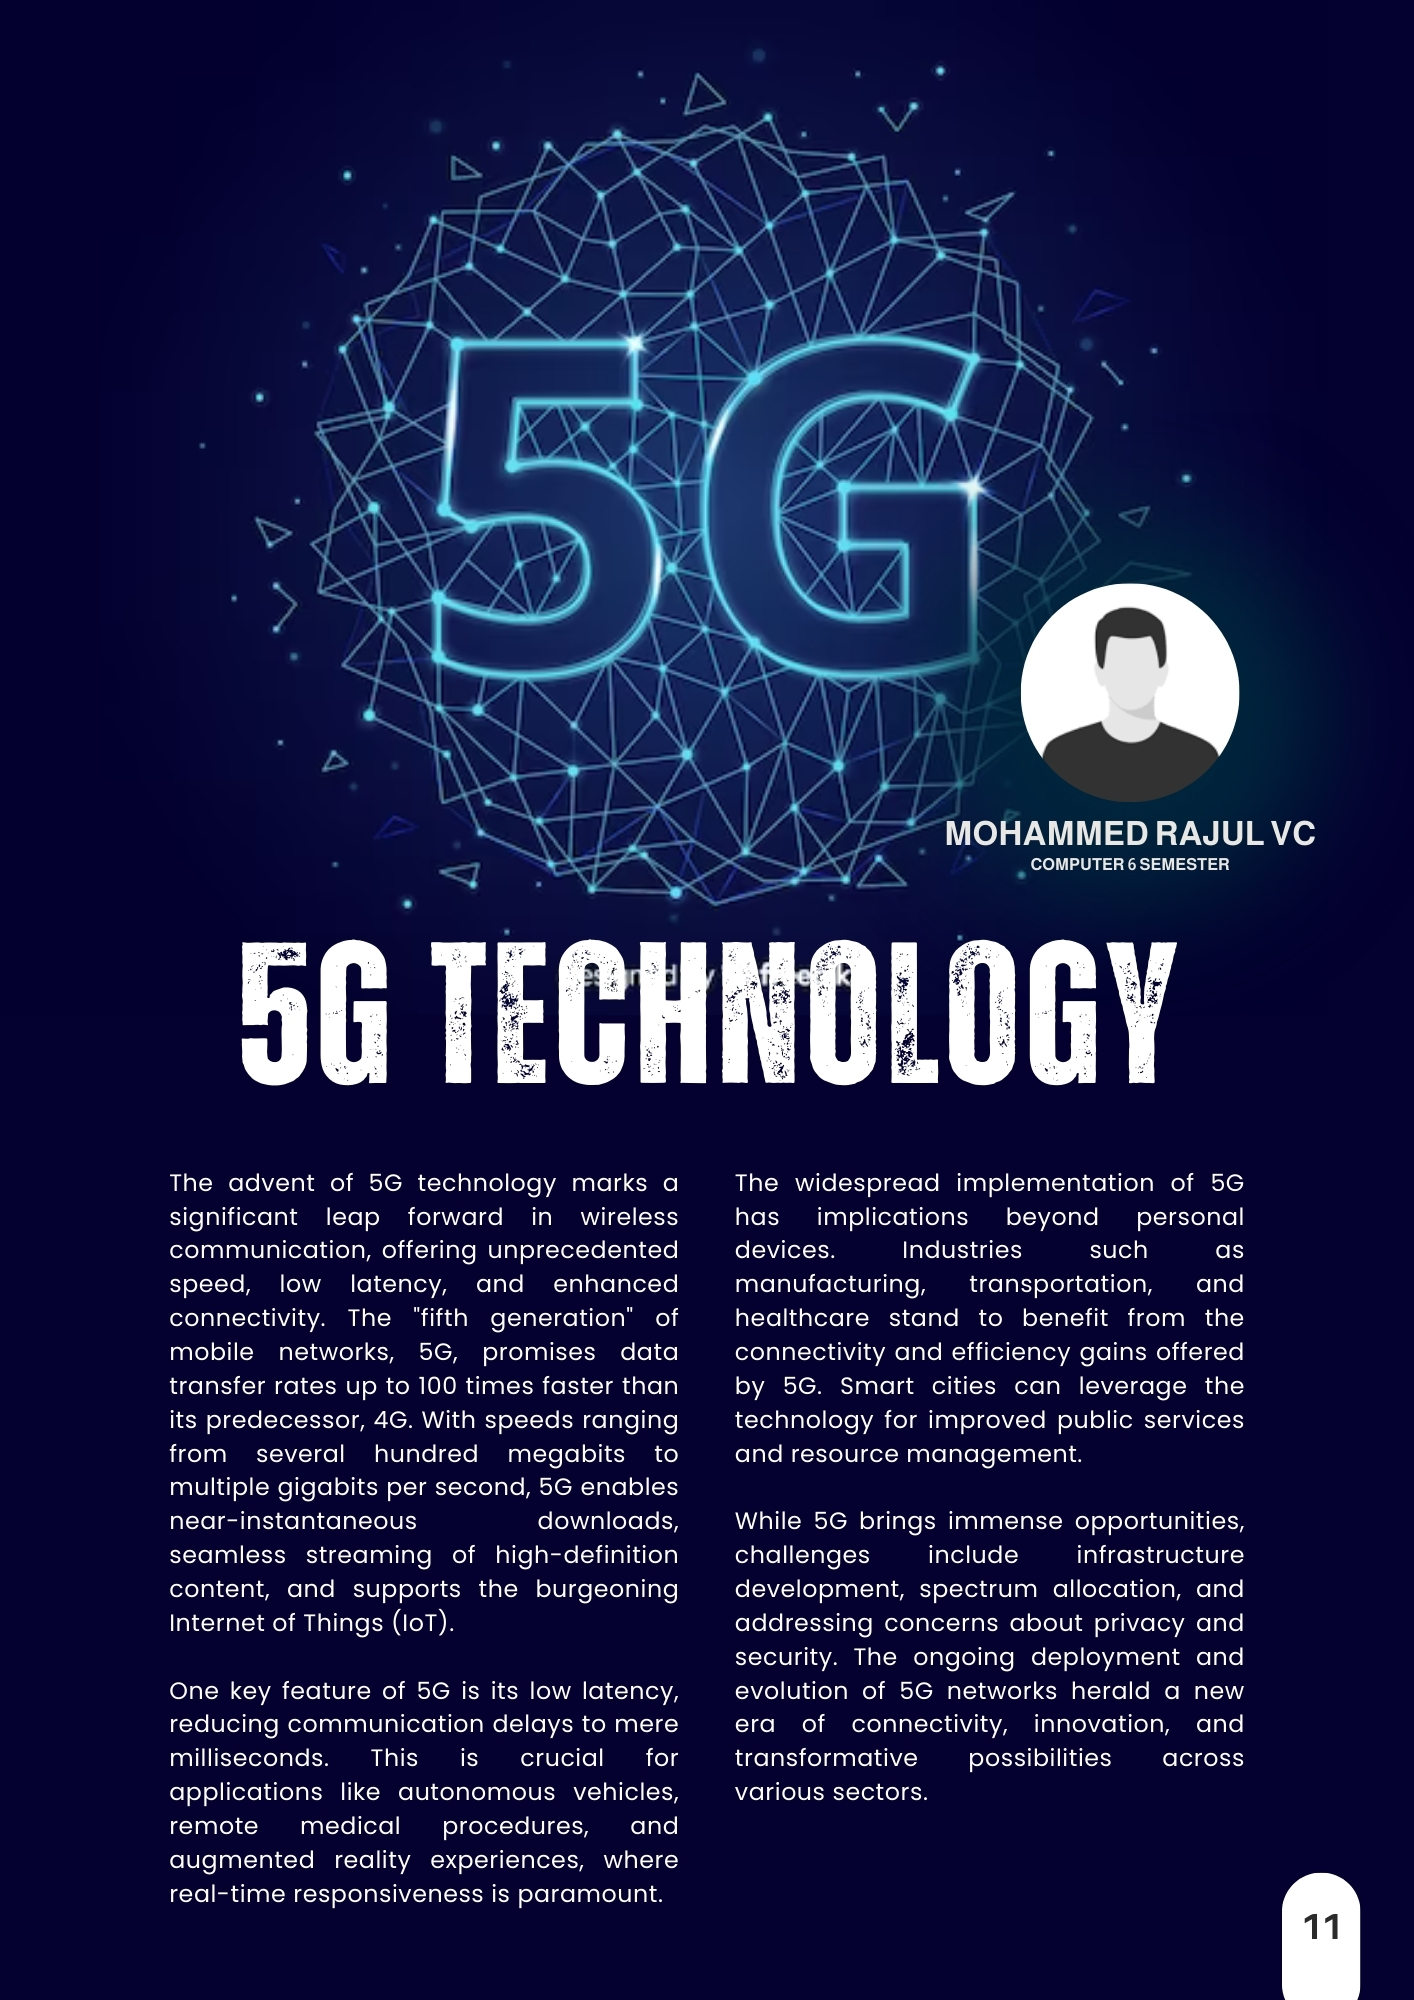 5G
MOHAMMED RAJUL VC
COMPUTER 6 SEMESTER
5G TECHNOLOGY
The advent of 5G technology marks a
significant leap forward in wireless
communication, offering unprecedented
speed, low latency, and enhanced
connectivity. The "fifth generation" of
mobile networks, 5G, promises data
transfer rates up to 100 times faster than
its predecessor, 4G. With speeds ranging
from several hundred megabits to
multiple gigabits per second, 5G enables
near-instantaneous downloads,
seamless streaming of high-definition
content, and supports the burgeoning
Internet of Things (IoT).
One key feature of 5G is its low latency,
reducing communication delays to mere
milliseconds. This is crucial for
applications like autonomous vehicles,
remote medical procedures, and
augmented reality experiences, where
real-time responsiveness is paramount.
The widespread implementation of 5G
has implications beyond personal
devices. Industries such as
manufacturing, transportation, and
healthcare stand to benefit from the
connectivity and efficiency gains offered
by 5G. Smart cities can leverage the
technology for improved public services
and resource management.
While 5G brings immense opportunities,
challenges include infrastructure
development, spectrum allocation, and
addressing concerns about privacy and
security. The ongoing deployment and
evolution of 5G networks herald a new
era of connectivity, innovation, and
transformative possibilities across
various sectors.
11